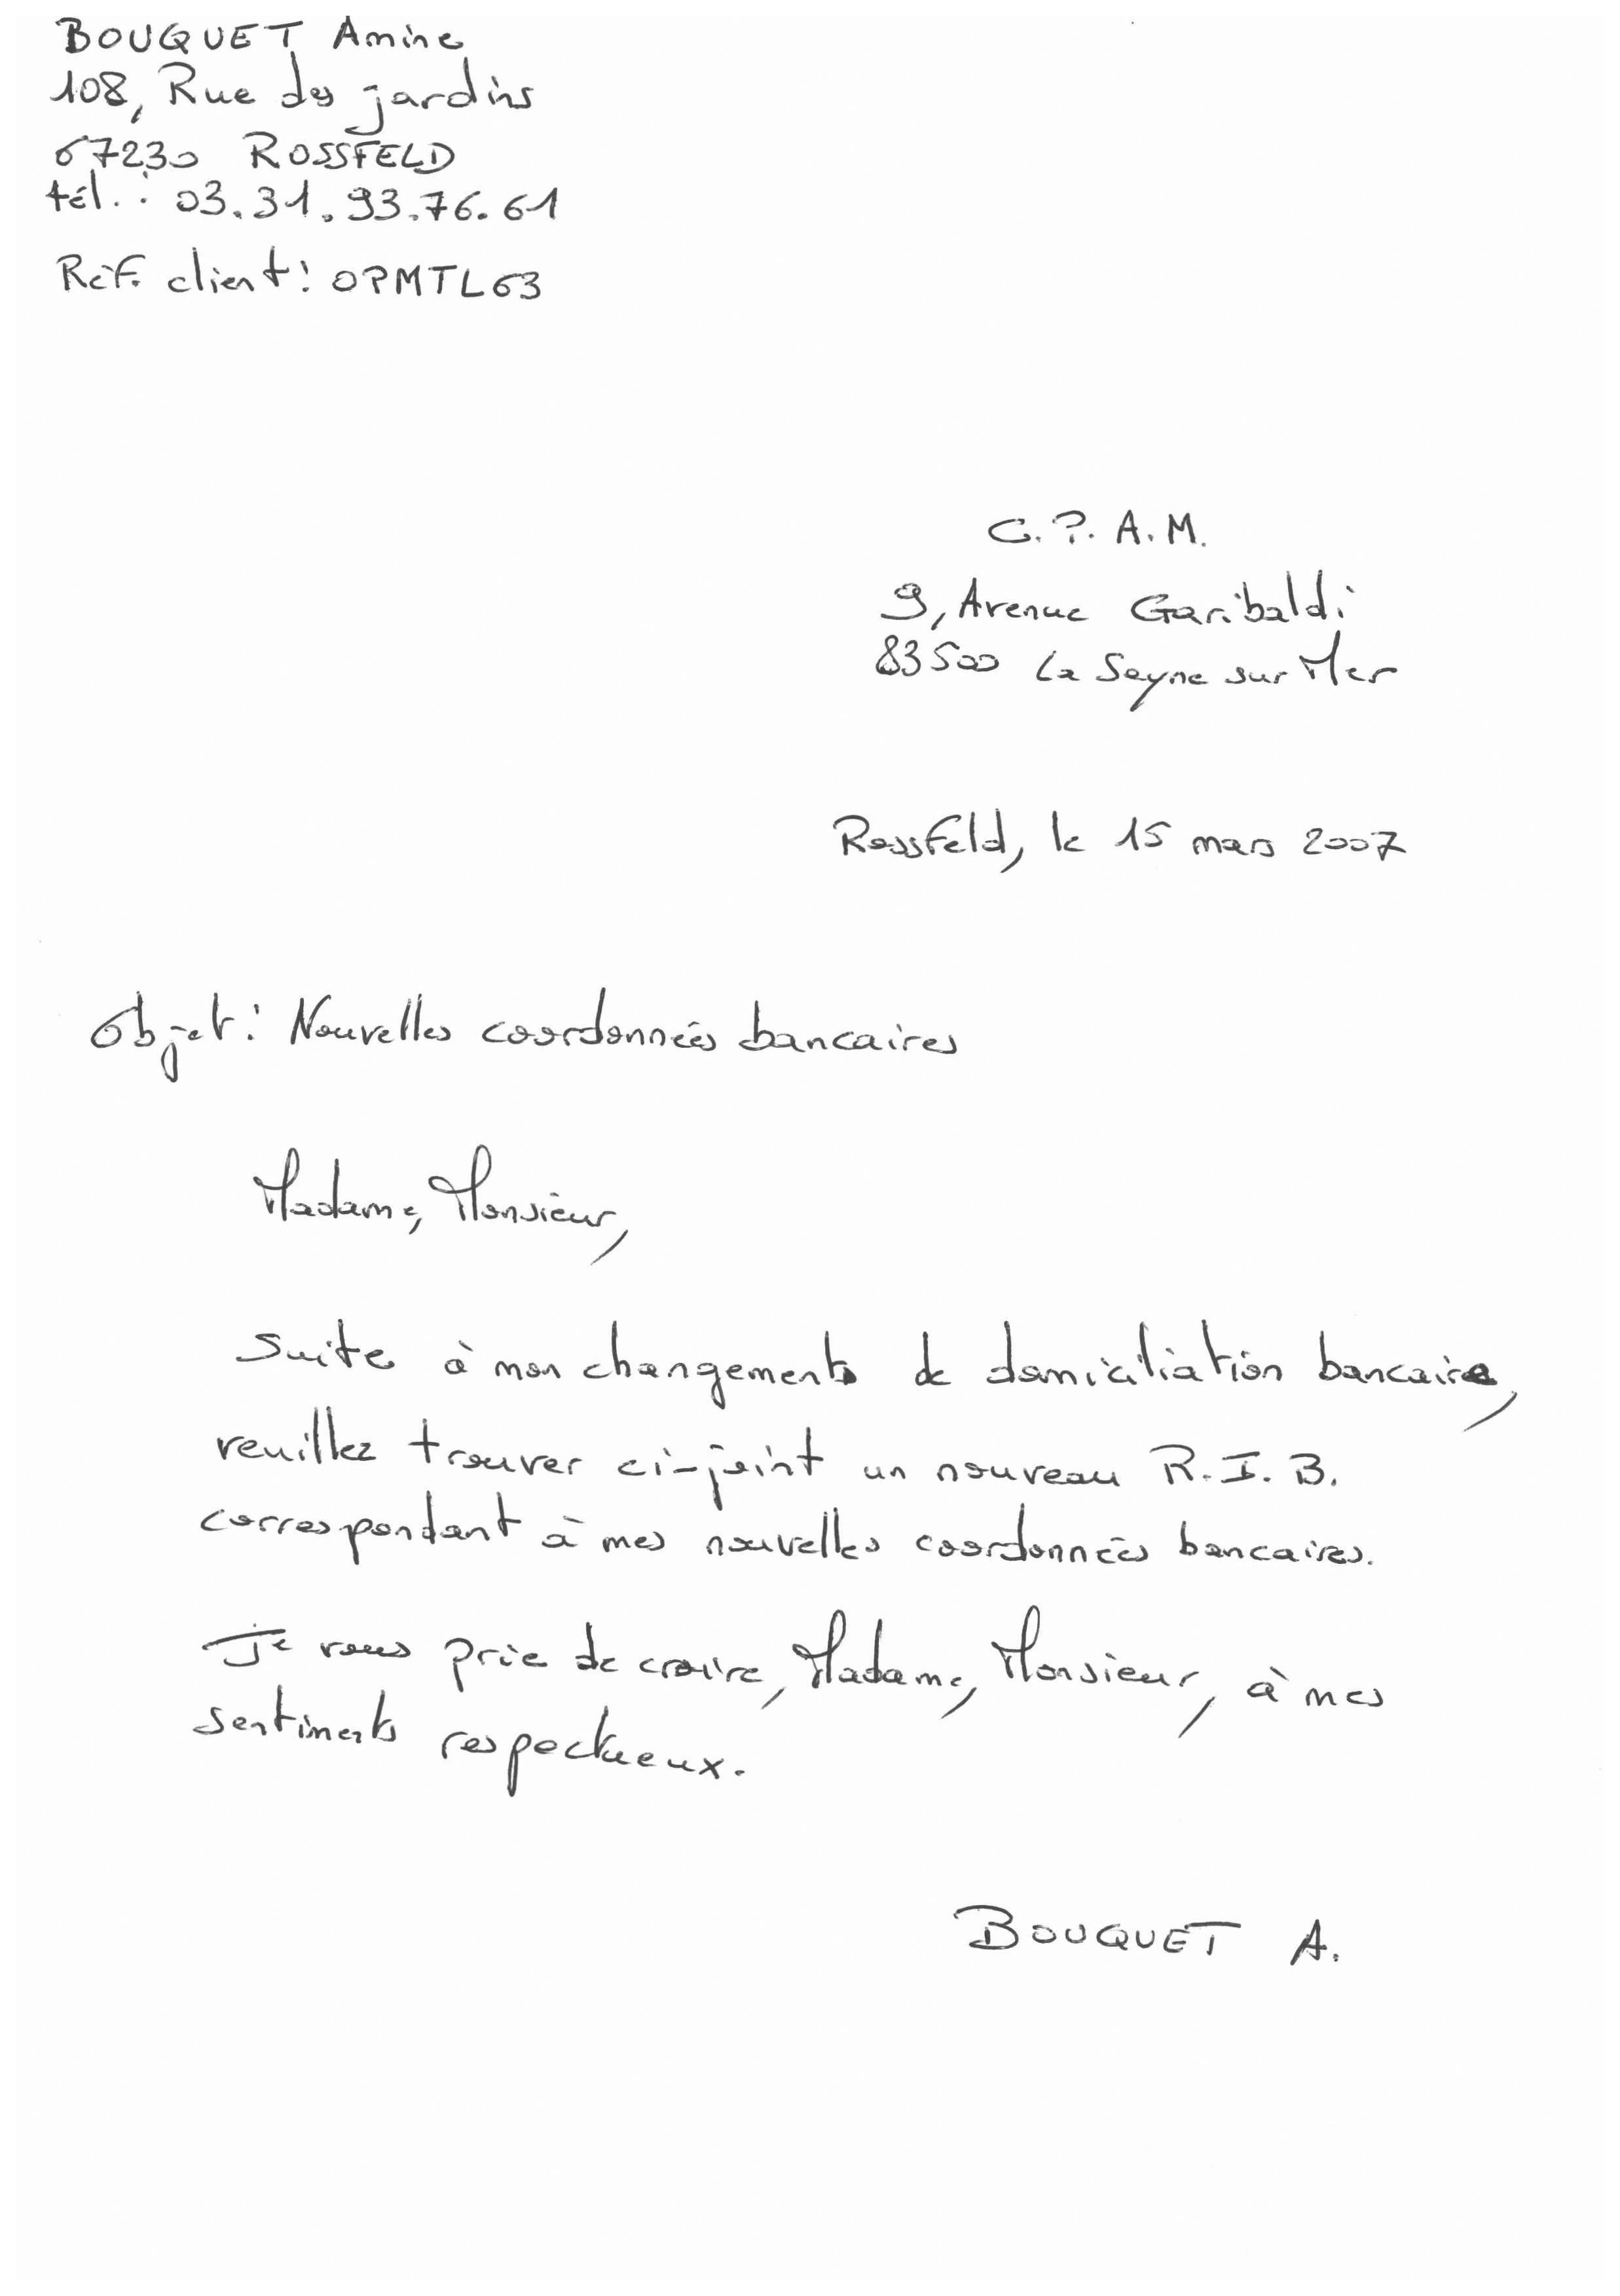 BOUQUET Amine
108, Rue des jardins
67230 ROSSFELD
tél. : 03.31.93.76.61
Réf. client : OPMTL63
C.P.A.M.
9, Avenue Garibaldi
83500 La Seyne sur Mer
Rossfeld, le 15 mars 2007
Objet : Nouvelles coordonnées bancaires
Madame, Monsieur,
Suite à mon changements de domiciliation bancaire,
veuillez trouver ci-joint un nouveau R.I.B.
correspondant à mes nouvelles coordonnées bancaires.
Je vous prie de croire, Madame, Monsieur, à mes
sentiments respectueux.
BOUQUET A.